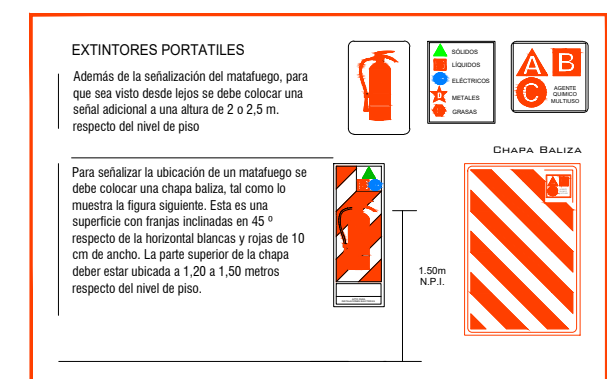 EXTINTORES PORTATILES
Además de la señalización del matafuego, para
que sea visto desde lejos se debe colocar una
señal adicional a una altura de 2 o 2,5 m.
respecto del nivel de piso
SÓLIDOS
LÍQUIDOS
ELÉCTRICOS
D METALES
GRASAS
A B
C AGENTE
QUIMICO
MULTIUSO
CHAPA BALIZA
Para señalizar la ubicación de un matafuego se
debe colocar una chapa baliza, tal como lo
muestra la figura siguiente. Esta es una
superficie con franjas inclinadas en 45 º
respecto de la horizontal blancas y rojas de 10
cm de ancho. La parte superior de la chapa
deber estar ubicada a 1,20 a 1,50 metros
respecto del nivel de piso.
1.50m
N.P.I.